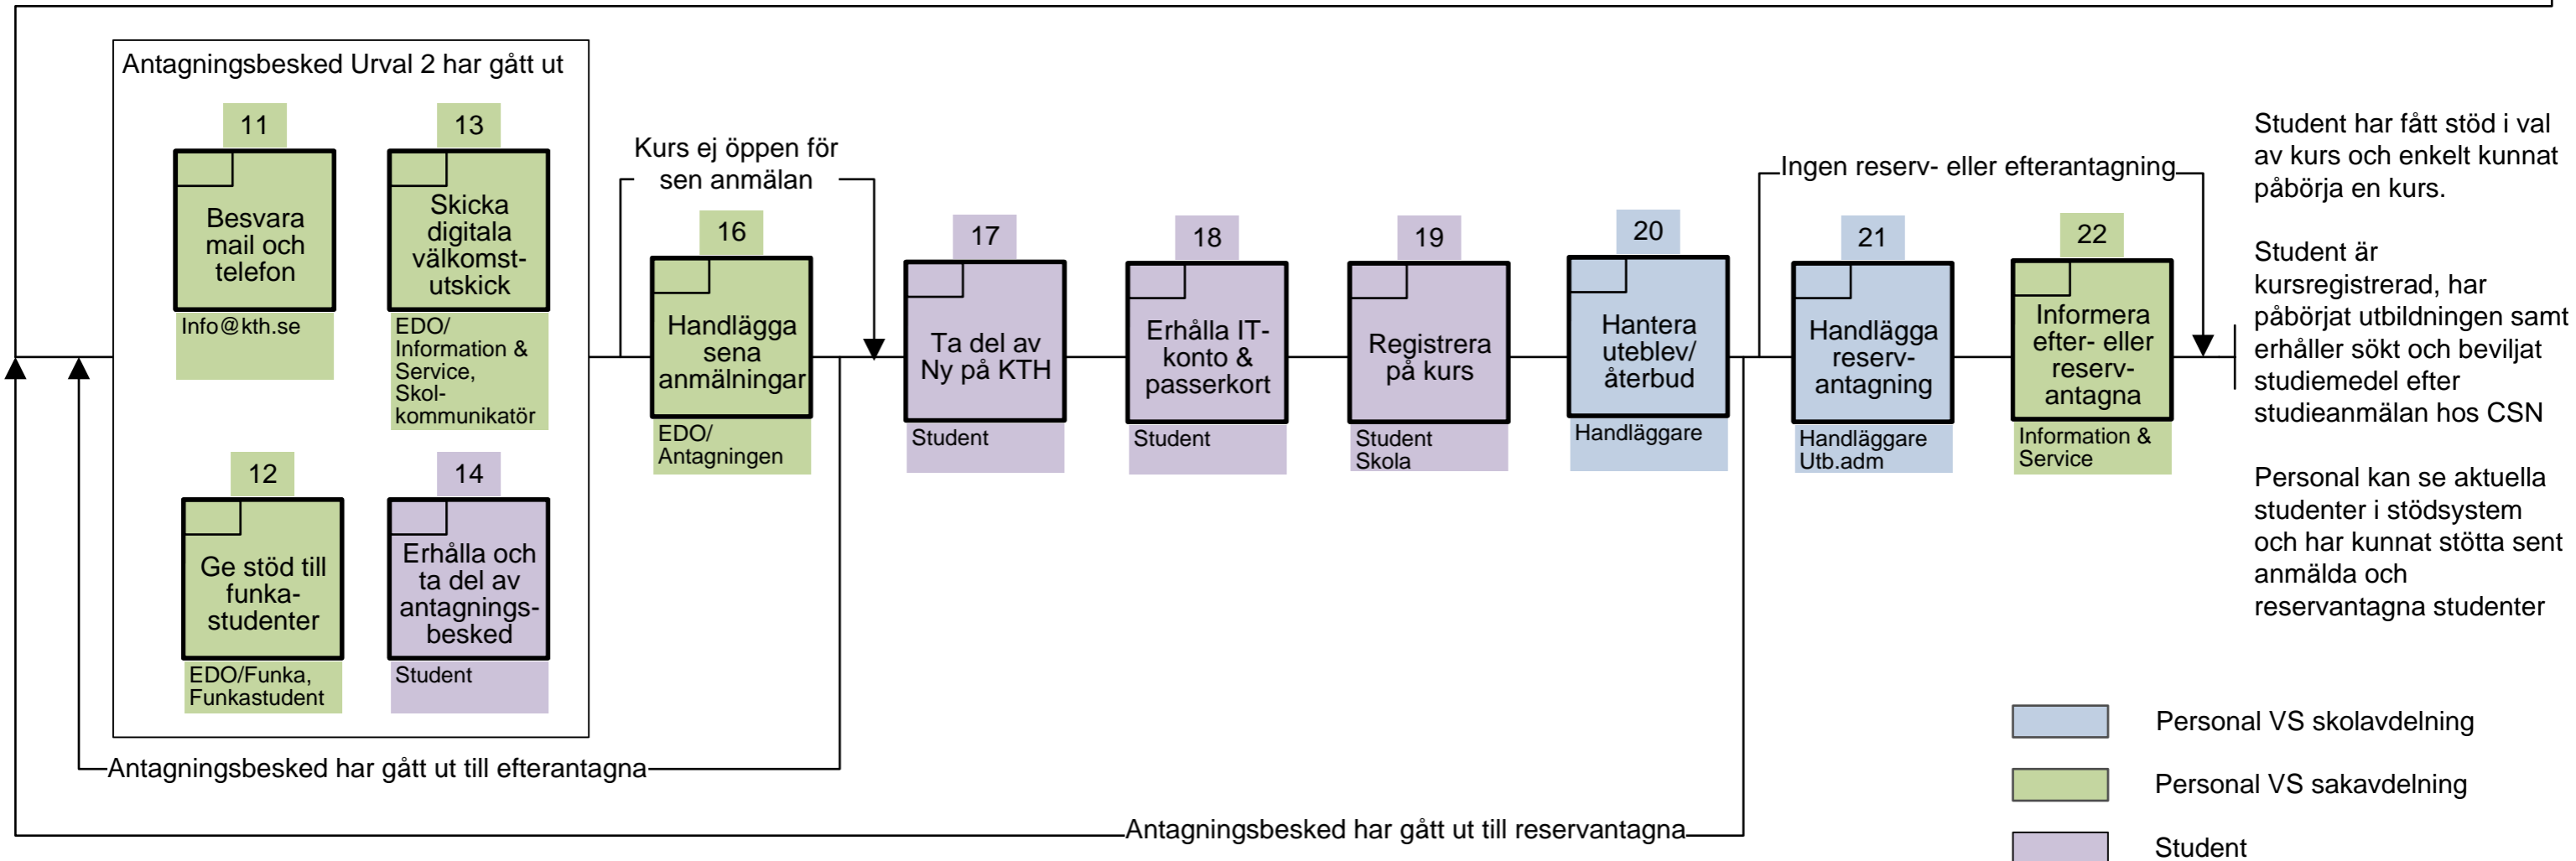 Antagningsbesked Urval 2 har gått ut
11
Besvara
mail och
telefon
Info@kth.se
13
Skicka
digitala
välkomst-
utskick
EDO/
Information &
Service,
Skol-
kommunikatör
12
Ge stöd till
funka-
studenter
EDO/Funka,
Funkastudent
14
Erhålla och
ta del av
antagnings-
besked
Student
Kurs ej öppen för
sen anmälan
16
Handlägga
sena
anmälningar
EDO/
Antagningen
17
Ta del av
Ny på KTH
Student
18
Erhålla IT-
konto &
passerkort
Student
19
Registrera
på kurs
Student
Skola
20
Hantera
uteblev/
återbud
Handläggare
Ingen reserv- eller efterantagning
21
Handlägga
reserv-
antagning
Handläggare
Utb.adm
22
Informera
efter- eller
reserv-
antagna
Information &
Service
Student har fått stöd i val
av kurs och enkelt kunnat
påbörja en kurs.
Student är
kursregistrerad, har
påbörjat utbildningen samt
erhåller sökt och beviljat
studiemedel efter
studieanmälan hos CSN
Personal kan se aktuella
studenter i stödsystem
och har kunnat stötta sent
anmälda och
reservantagna studenter
Antagningsbesked har gått ut till efterantagna
Antagningsbesked har gått ut till reservantagna
Personal VS skolavdelning
Personal VS sakavdelning
Student